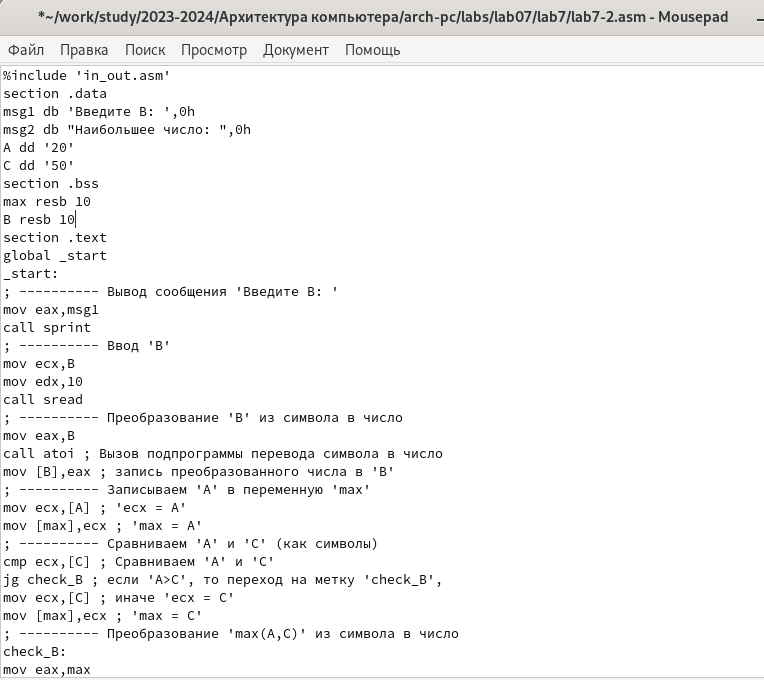 *~/work/study/2023-2024/Архитектура компьютера/arch-pc/labs/lab07/lab7/lab7-2.asm - Mousepad
Файл Правка Поиск Просмотр Документ Помощь
%include 'in_out.asm'
section .data
msg1 db 'Введите B: ',0h
msg2 db "Наибольшее число: ",0h
A dd '20'
C dd '50'
section .bss
max resb 10
B resb 10
section .text
global _start
_start:
; ---------- Вывод сообщения 'Введите B: '
mov eax,msg1
call sprint
; ---------- Ввод 'B'
mov ecx,B
mov edx,10
call sread
; ---------- Преобразование 'B' из символа в число
mov eax,B
call atoi ; Вызов подпрограммы перевода символа в число
mov [B],eax ; запись преобразованного числа в 'B'
; ---------- Записываем 'A' в переменную 'max'
mov ecx,[A] ; 'ecx = A'
mov [max],ecx ; 'max = A'
; ---------- Сравниваем 'A' и 'С' (как символы)
cmp ecx,[C] ; Сравниваем 'A' и 'С'
jg check_B ; если 'A>C', то переход на метку 'check_B',
mov ecx,[C] ; иначе 'ecx = C'
mov [max],ecx ; 'max = C'
; ---------- Преобразование 'max(A,C)' из символа в число
check_B:
mov eax,max